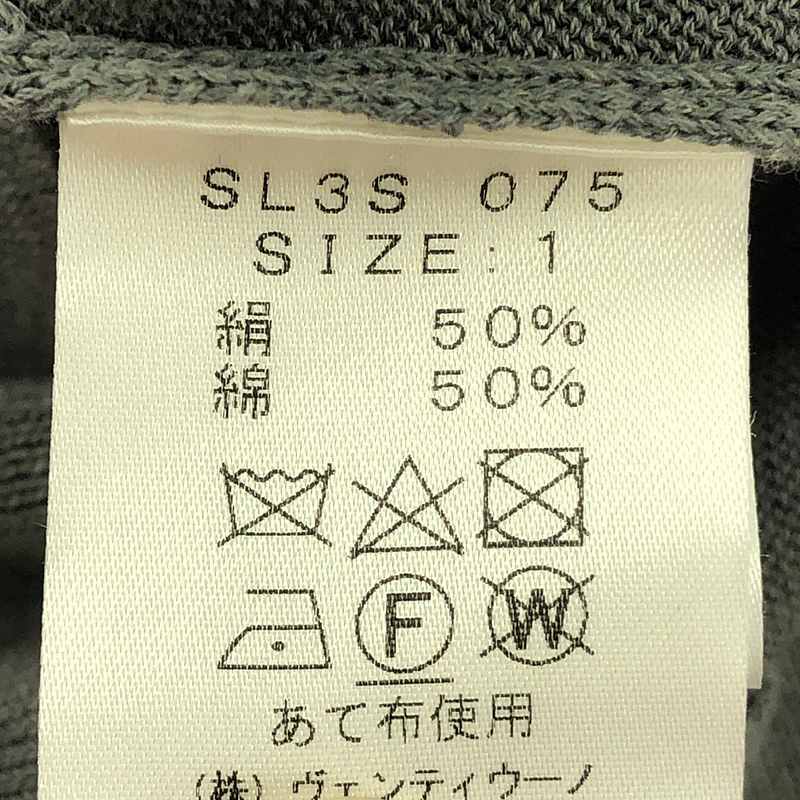 SL3S 075
SIZE: 1
絹 50%
綿 50%
F W
あて布使用
(株)ヴェンティウーノ